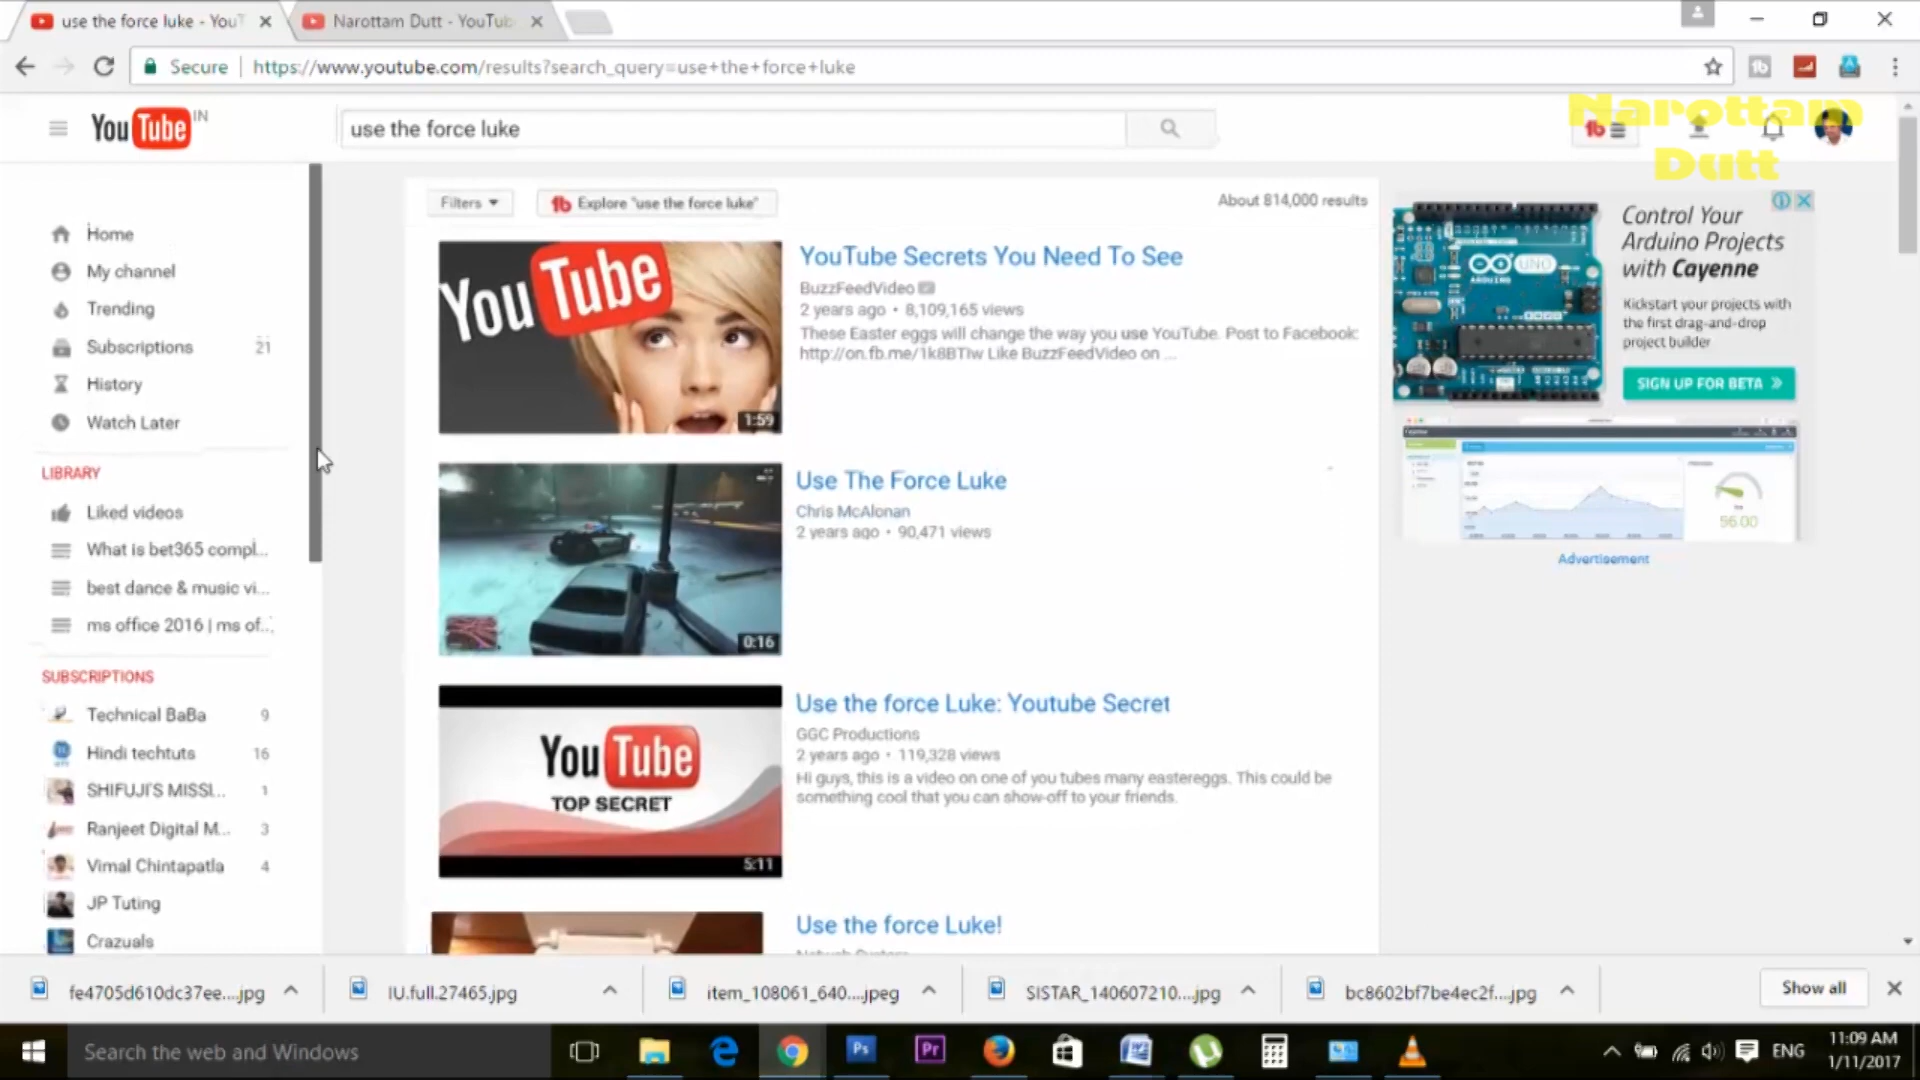 use the force luke - YouT
Narottam Dutt - YouTub
Secure
https://www.youtube.com/results?search_query=use+the+force+luke
YouTube IN
use the force luke
Narottam
Dutt
Home
My channel
Trending
Subscriptions 21
History
Watch Later
LIBRARY
Liked videos
What is bet365 compl...
best dance & music vi...
ms office 2016 | ms of...
SUBSCRIPTIONS
Technical BaBa 9
Hindi techtuts 16
SHIFUJI'S MISSI... 1
Ranjeet Digital M... 3
Vimal Chintapatla 4
JP Tuting
Crazuals
Filters
Explore "use the force luke"
About 814,000 results
YouTube
1:59
YouTube Secrets You Need To See
BuzzFeedVideo
2 years ago • 8,109,165 views
These Easter eggs will change the way you use YouTube. Post to Facebook:
http://on.fb.me/1k8BTIw Like BuzzFeedVideo on ...
0:16
Use The Force Luke
Chris McAlonan
2 years ago • 90,471 views
YouTube
TOP SECRET
5:11
Use the force Luke: Youtube Secret
GGC Productions
2 years ago • 119,328 views
Hi guys, this is a video on one of you tubes many eastereggs. This could be
something cool that you can show-off to your friends.
Use the force Luke!
UNO
ARDUINO
Control Your
Arduino Projects
with Cayenne
Kickstart your projects with
the first drag-and-drop
project builder
SIGN UP FOR BETA
56.00
Advertisement
fe4705d610dc37ee....jpg
IU.full.27465.jpg
item_108061_640....jpeg
SISTAR_140607210....jpg
bc8602bf7be4ec2f....jpg
Show all
Search the web and Windows
Ps
Pr
ENG
11:09 AM
1/11/2017